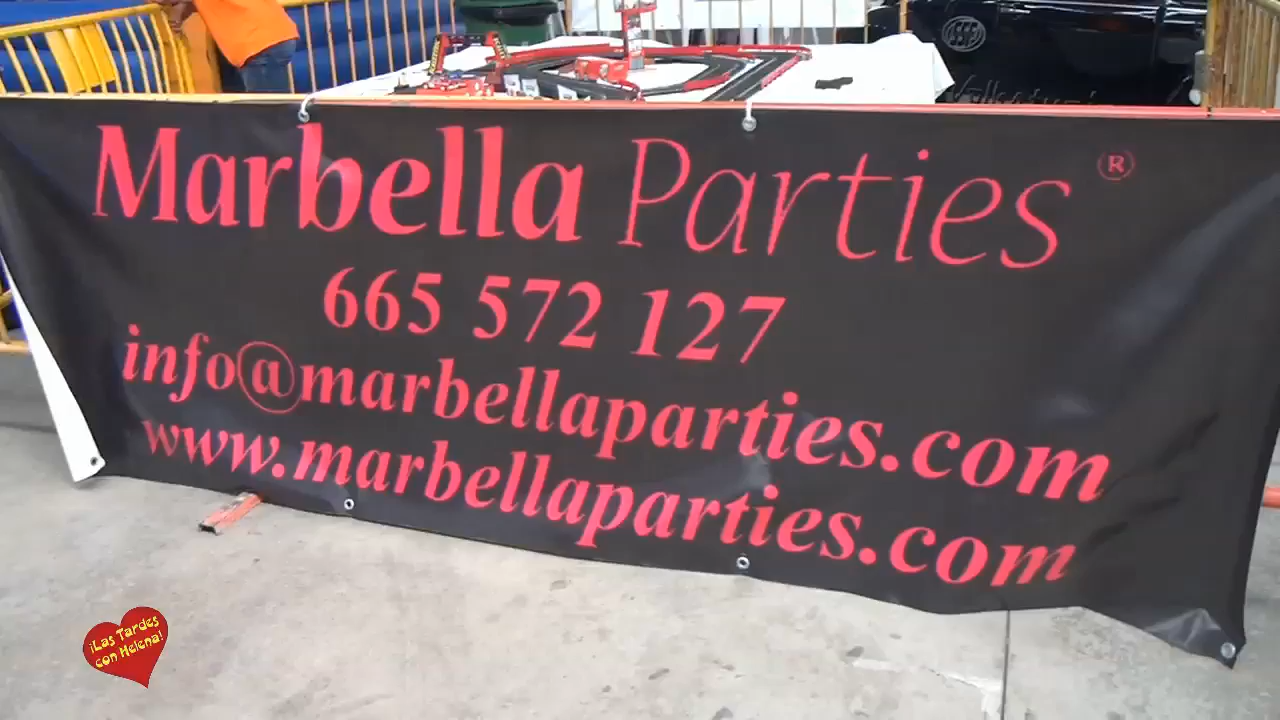 Marbella Parties ®
665 572 127
info@marbellaparties.com
www.marbellaparties.com
¡Las Tardes
con Helena!